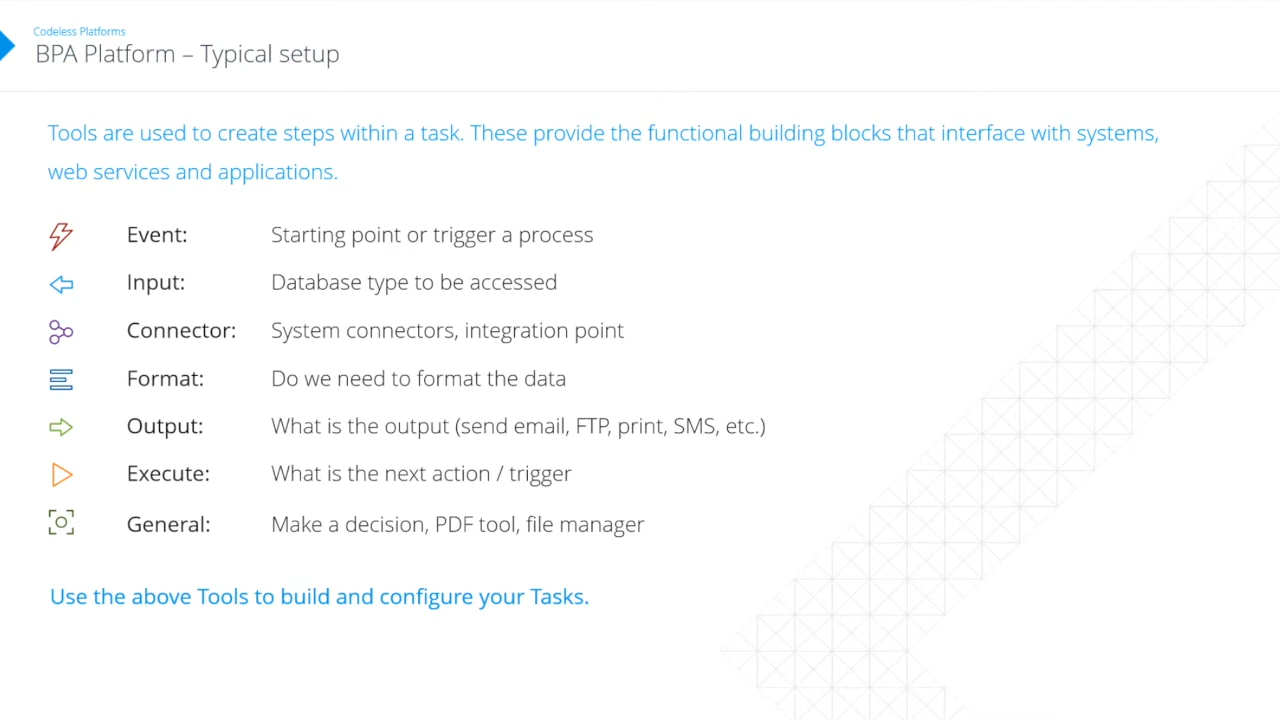 Codeless Platforms
BPA Platform – Typical setup
Tools are used to create steps within a task. These provide the functional building blocks that interface with systems,
web services and applications.
Event: Starting point or trigger a process
Input: Database type to be accessed
Connector: System connectors, integration point
Format: Do we need to format the data
Output: What is the output (send email, FTP, print, SMS, etc.)
Execute: What is the next action / trigger
General: Make a decision, PDF tool, file manager
Use the above Tools to build and configure your Tasks.